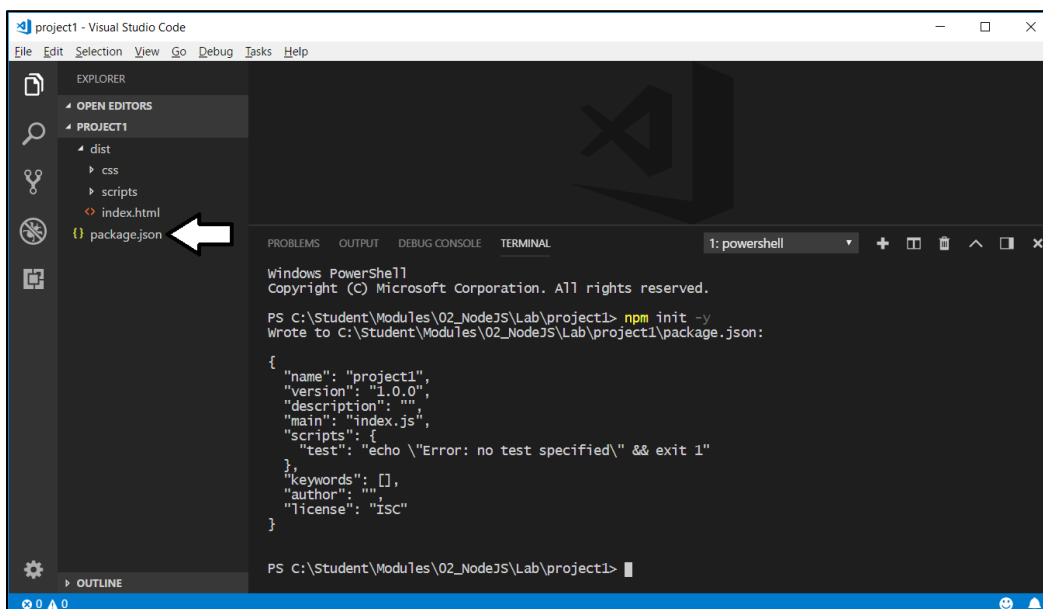 project1 - Visual Studio Code
File Edit Selection View Go Debug Tasks Help
EXPLORER
OPEN EDITORS
PROJECT1
dist
css
scripts
<> index.html
{} package.json
PROBLEMS OUTPUT DEBUG CONSOLE TERMINAL 1: powershell
Windows PowerShell
Copyright (C) Microsoft Corporation. All rights reserved.
PS C:\Student\Modules\02_NodeJS\Lab\project1> npm init -y
Wrote to C:\Student\Modules\02_NodeJS\Lab\project1\package.json:
{
  "name": "project1",
  "version": "1.0.0",
  "description": "",
  "main": "index.js",
  "scripts": {
    "test": "echo \"Error: no test specified\" && exit 1"
  },
  "keywords": [],
  "author": "",
  "license": "ISC"
}
PS C:\Student\Modules\02_NodeJS\Lab\project1>
OUTLINE
0 0